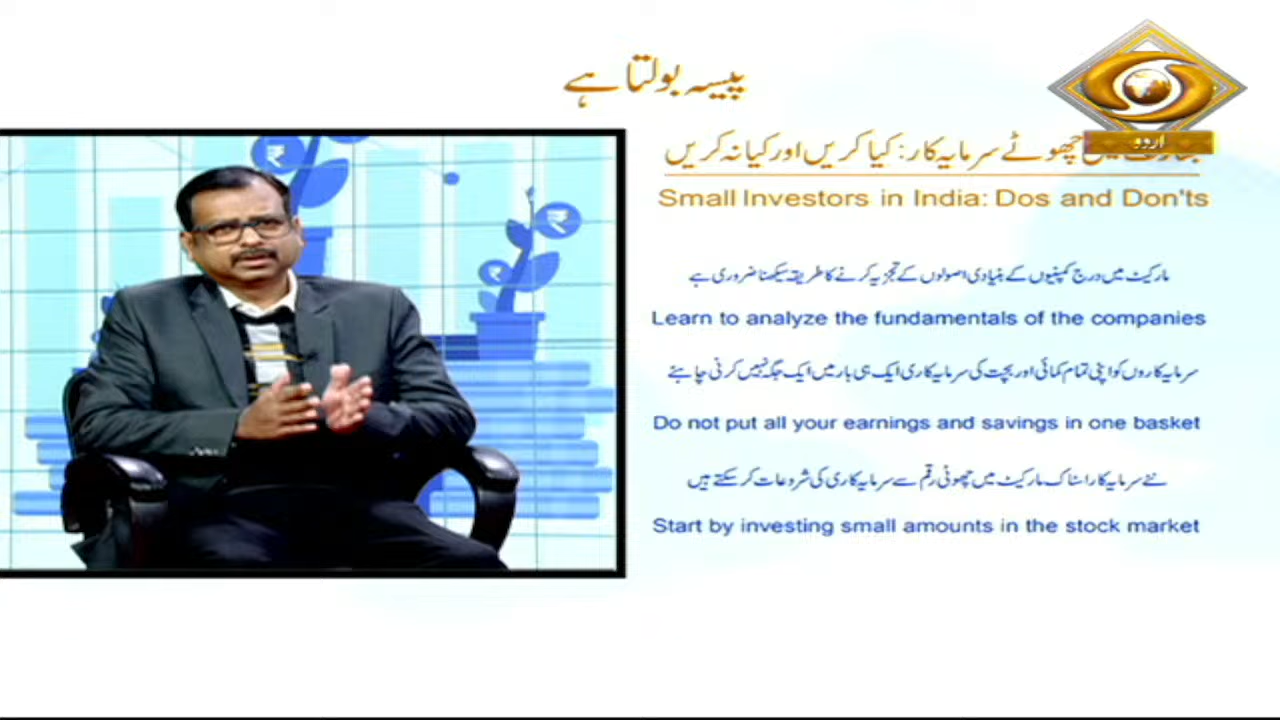 پیسہ بولتا ہے
اردو
چھوٹے سرمایہ کار: کیا کریں اور کیا نہ کریں
Small Investors in India: Dos and Don'ts
مارکیٹ میں درج کمپنیوں کے بنیادی اصولوں کے تجزیہ کرنے کا طریقہ سیکھنا ضروری ہے
Learn to analyze the fundamentals of the companies
سرمایہ کاروں کو اپنی تمام کمائی اور بچت کی سرمایہ کاری ایک ہی بار میں ایک جگہ نہیں کرنی چاہئے
Do not put all your earnings and savings in one basket
نئے سرمایہ کار اسٹاک مارکیٹ میں چھوٹی رقم سے سرمایہ کاری کی شروعات کر سکتے ہیں
Start by investing small amounts in the stock market